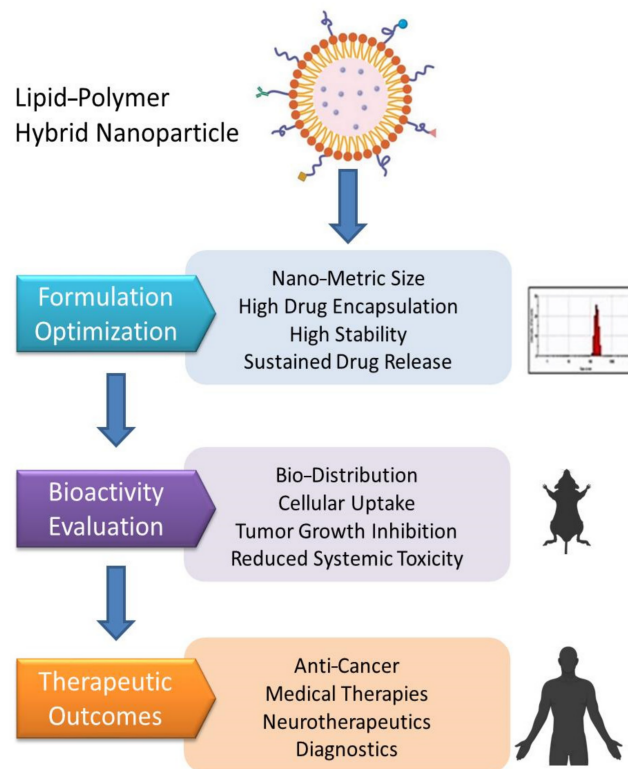 Lipid–Polymer
Hybrid Nanoparticle
Formulation
Optimization
Nano-Metric Size
High Drug Encapsulation
High Stability
Sustained Drug Release
Bioactivity
Evaluation
Bio-Distribution
Cellular Uptake
Tumor Growth Inhibition
Reduced Systemic Toxicity
Therapeutic
Outcomes
Anti-Cancer
Medical Therapies
Neurotherapeutics
Diagnostics